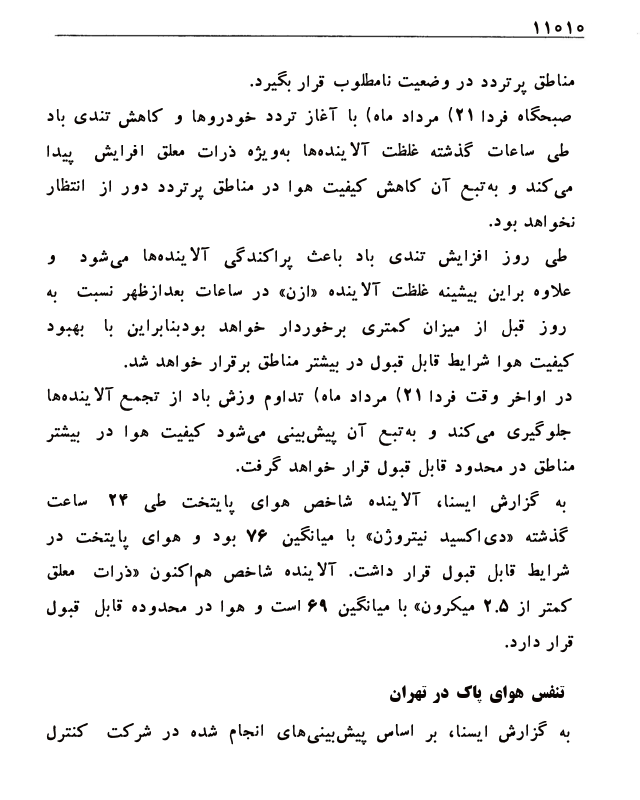 ۱۱۰۱۰
مناطق پرتردد در وضعیت نامطلوب قرار بگیرد.
صبحگاه فردا ۲۱) مرداد ماه) با آغاز تردد خودروها و کاهش تندی باد
طی ساعات گذشته غلظت آلاینده‌ها به‌ویژه ذرات معلق افرایش پیدا
می‌کند و به‌تبع آن کاهش کیفیت هوا در مناطق پرتردد دور از انتظار
نخواهد بود.
طی روز افزایش تندی باد باعث پراکندگی آلاینده‌ها می‌شود و
علاوه براین بیشینه غلظت آلاینده «ازن» در ساعات بعدازظهر نسبت به
روز قبل از میزان کمتری برخوردار خواهد بودبنابراین با بهبود
کیفیت هوا شرایط قابل قبول در بیشتر مناطق برقرار خواهد شد.
در اواخر وقت فردا ۲۱) مرداد ماه) تداوم وزش باد از تجمع آلاینده‌ها
جلوگیری می‌کند و به‌تبع آن پیش‌بینی می‌شود کیفیت هوا در بیشتر
مناطق در محدود قابل قبول قرار خواهد گرفت.
به گزارش ایسنا، آلاینده شاخص هوای پایتخت طی ۲۴ ساعت
گذشته «دی‌اکسید نیتروژن» با میانگین ۷۶ بود و هوای پایتخت در
شرایط قابل قبول قرار داشت. آلاینده شاخص هم‌اکنون «ذرات معلق
کمتر از ۲.۵ میکرون» با میانگین ۶۹ است و هوا در محدوده قابل قبول
قرار دارد.
تنفس هوای پاک در تهران
به گزارش ایسنا، بر اساس پیش‌بینی‌های انجام شده در شرکت کنترل